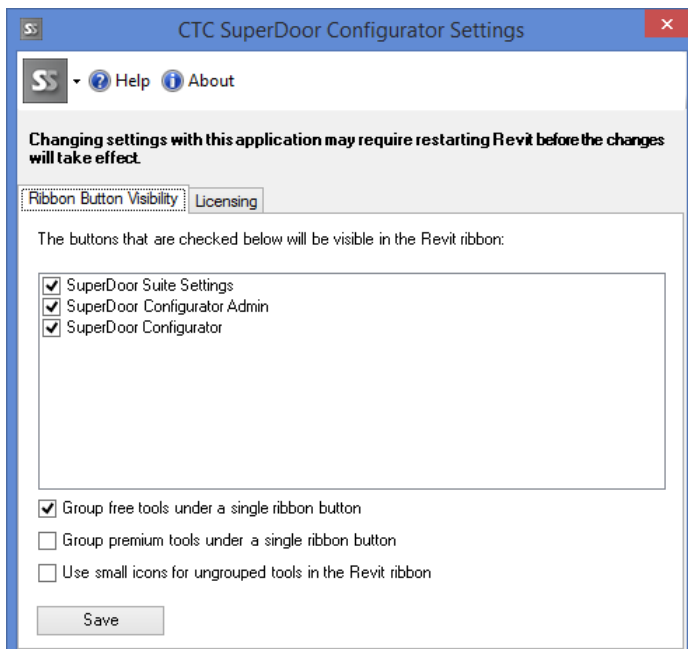 SS
CTC SuperDoor Configurator Settings
SS
Help
About
Changing settings with this application may require restarting Revit before the changes
will take effect.
Ribbon Button Visibility
Licensing
The buttons that are checked below will be visible in the Revit ribbon:
SuperDoor Suite Settings
SuperDoor Configurator Admin
SuperDoor Configurator
Group free tools under a single ribbon button
Group premium tools under a single ribbon button
Use small icons for ungrouped tools in the Revit ribbon
Save